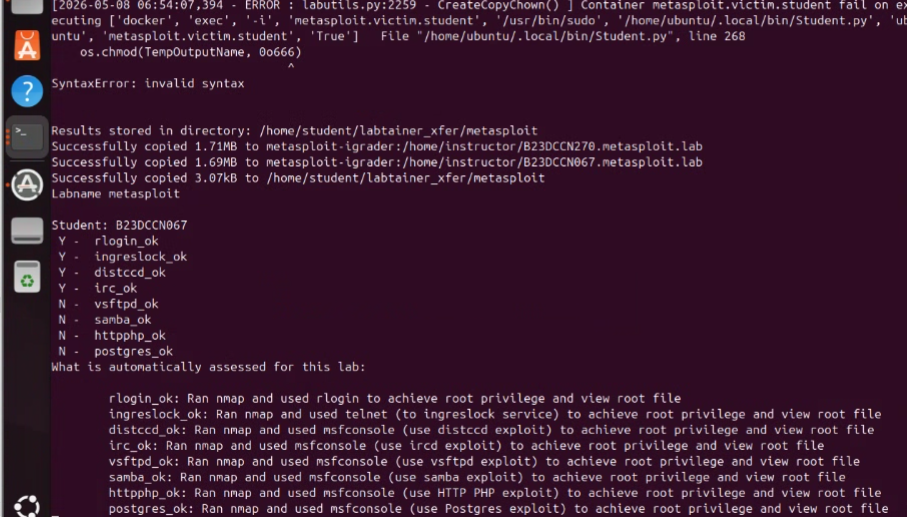 [2026-05-08 06:54:07,394 - ERROR : labutils.py:2259 - CreateCopyChown() ] Container metasploit.victim.student fail on ex
ecuting ['docker', 'exec', '-i', 'metasploit.victim.student', '/usr/bin/sudo', '/home/ubuntu/.local/bin/Student.py', 'ub
untu', 'metasploit.victim.student', 'True']   File "/home/ubuntu/.local/bin/Student.py", line 268
    os.chmod(TempOutputName, 0o666)
^
SyntaxError: invalid syntax
Results stored in directory: /home/student/labtainer_xfer/metasploit
Successfully copied 1.71MB to metasploit-igrader:/home/instructor/B23DCCN270.metasploit.lab
Successfully copied 1.69MB to metasploit-igrader:/home/instructor/B23DCCN067.metasploit.lab
Successfully copied 3.07kB to /home/student/labtainer_xfer/metasploit
Labname metasploit
Student: B23DCCN067
Y -  rlogin_ok
Y -  ingreslock_ok
Y -  distccd_ok
Y -  irc_ok
N -  vsftpd_ok
N -  samba_ok
N -  httpphp_ok
N -  postgres_ok
What is automatically assessed for this lab:
rlogin_ok: Ran nmap and used rlogin to achieve root privilege and view root file
ingreslock_ok: Ran nmap and used telnet (to ingreslock service) to achieve root privilege and view root file
distccd_ok: Ran nmap and used msfconsole (use distccd exploit) to achieve root privilege and view root file
irc_ok: Ran nmap and used msfconsole (use ircd exploit) to achieve root privilege and view root file
vsftpd_ok: Ran nmap and used msfconsole (use vsftpd exploit) to achieve root privilege and view root file
samba_ok: Ran nmap and used msfconsole (use samba exploit) to achieve root privilege and view root file
httpphp_ok: Ran nmap and used msfconsole (use HTTP PHP exploit) to achieve root privilege and view root file
postgres_ok: Ran nmap and used msfconsole (use Postgres exploit) to achieve root privilege and view root file